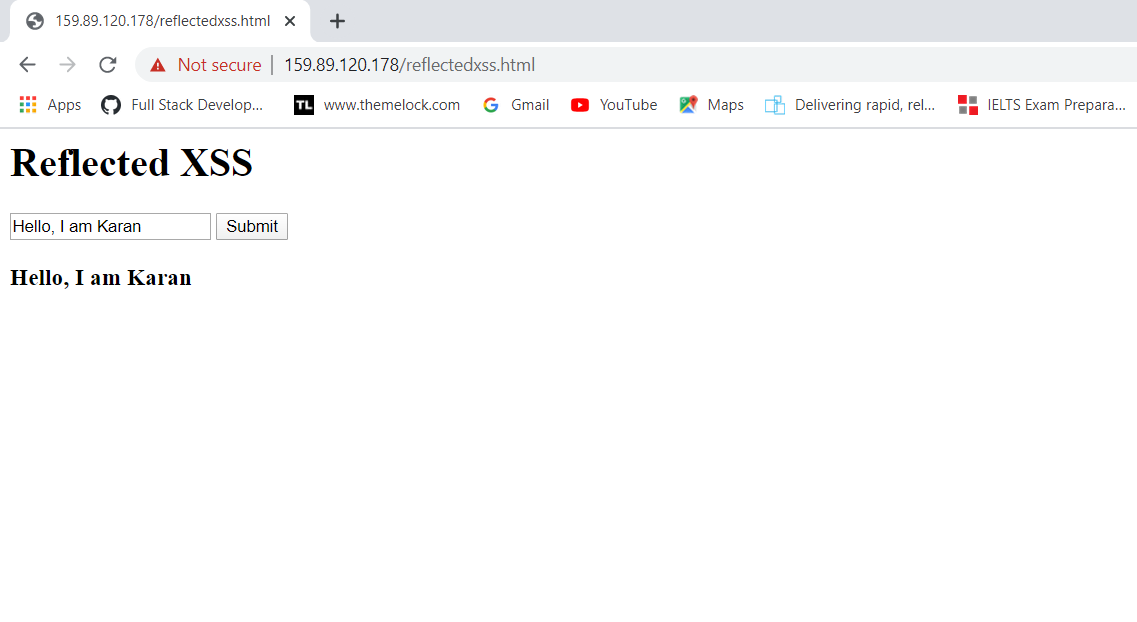 159.89.120.178/reflectedxss.html
Not secure | 159.89.120.178/reflectedxss.html
Apps Full Stack Develop... TL www.themelock.com G Gmail YouTube Maps Delivering rapid, rel... IELTS Exam Prepara...
Reflected XSS
Hello, I am Karan Submit
Hello, I am Karan